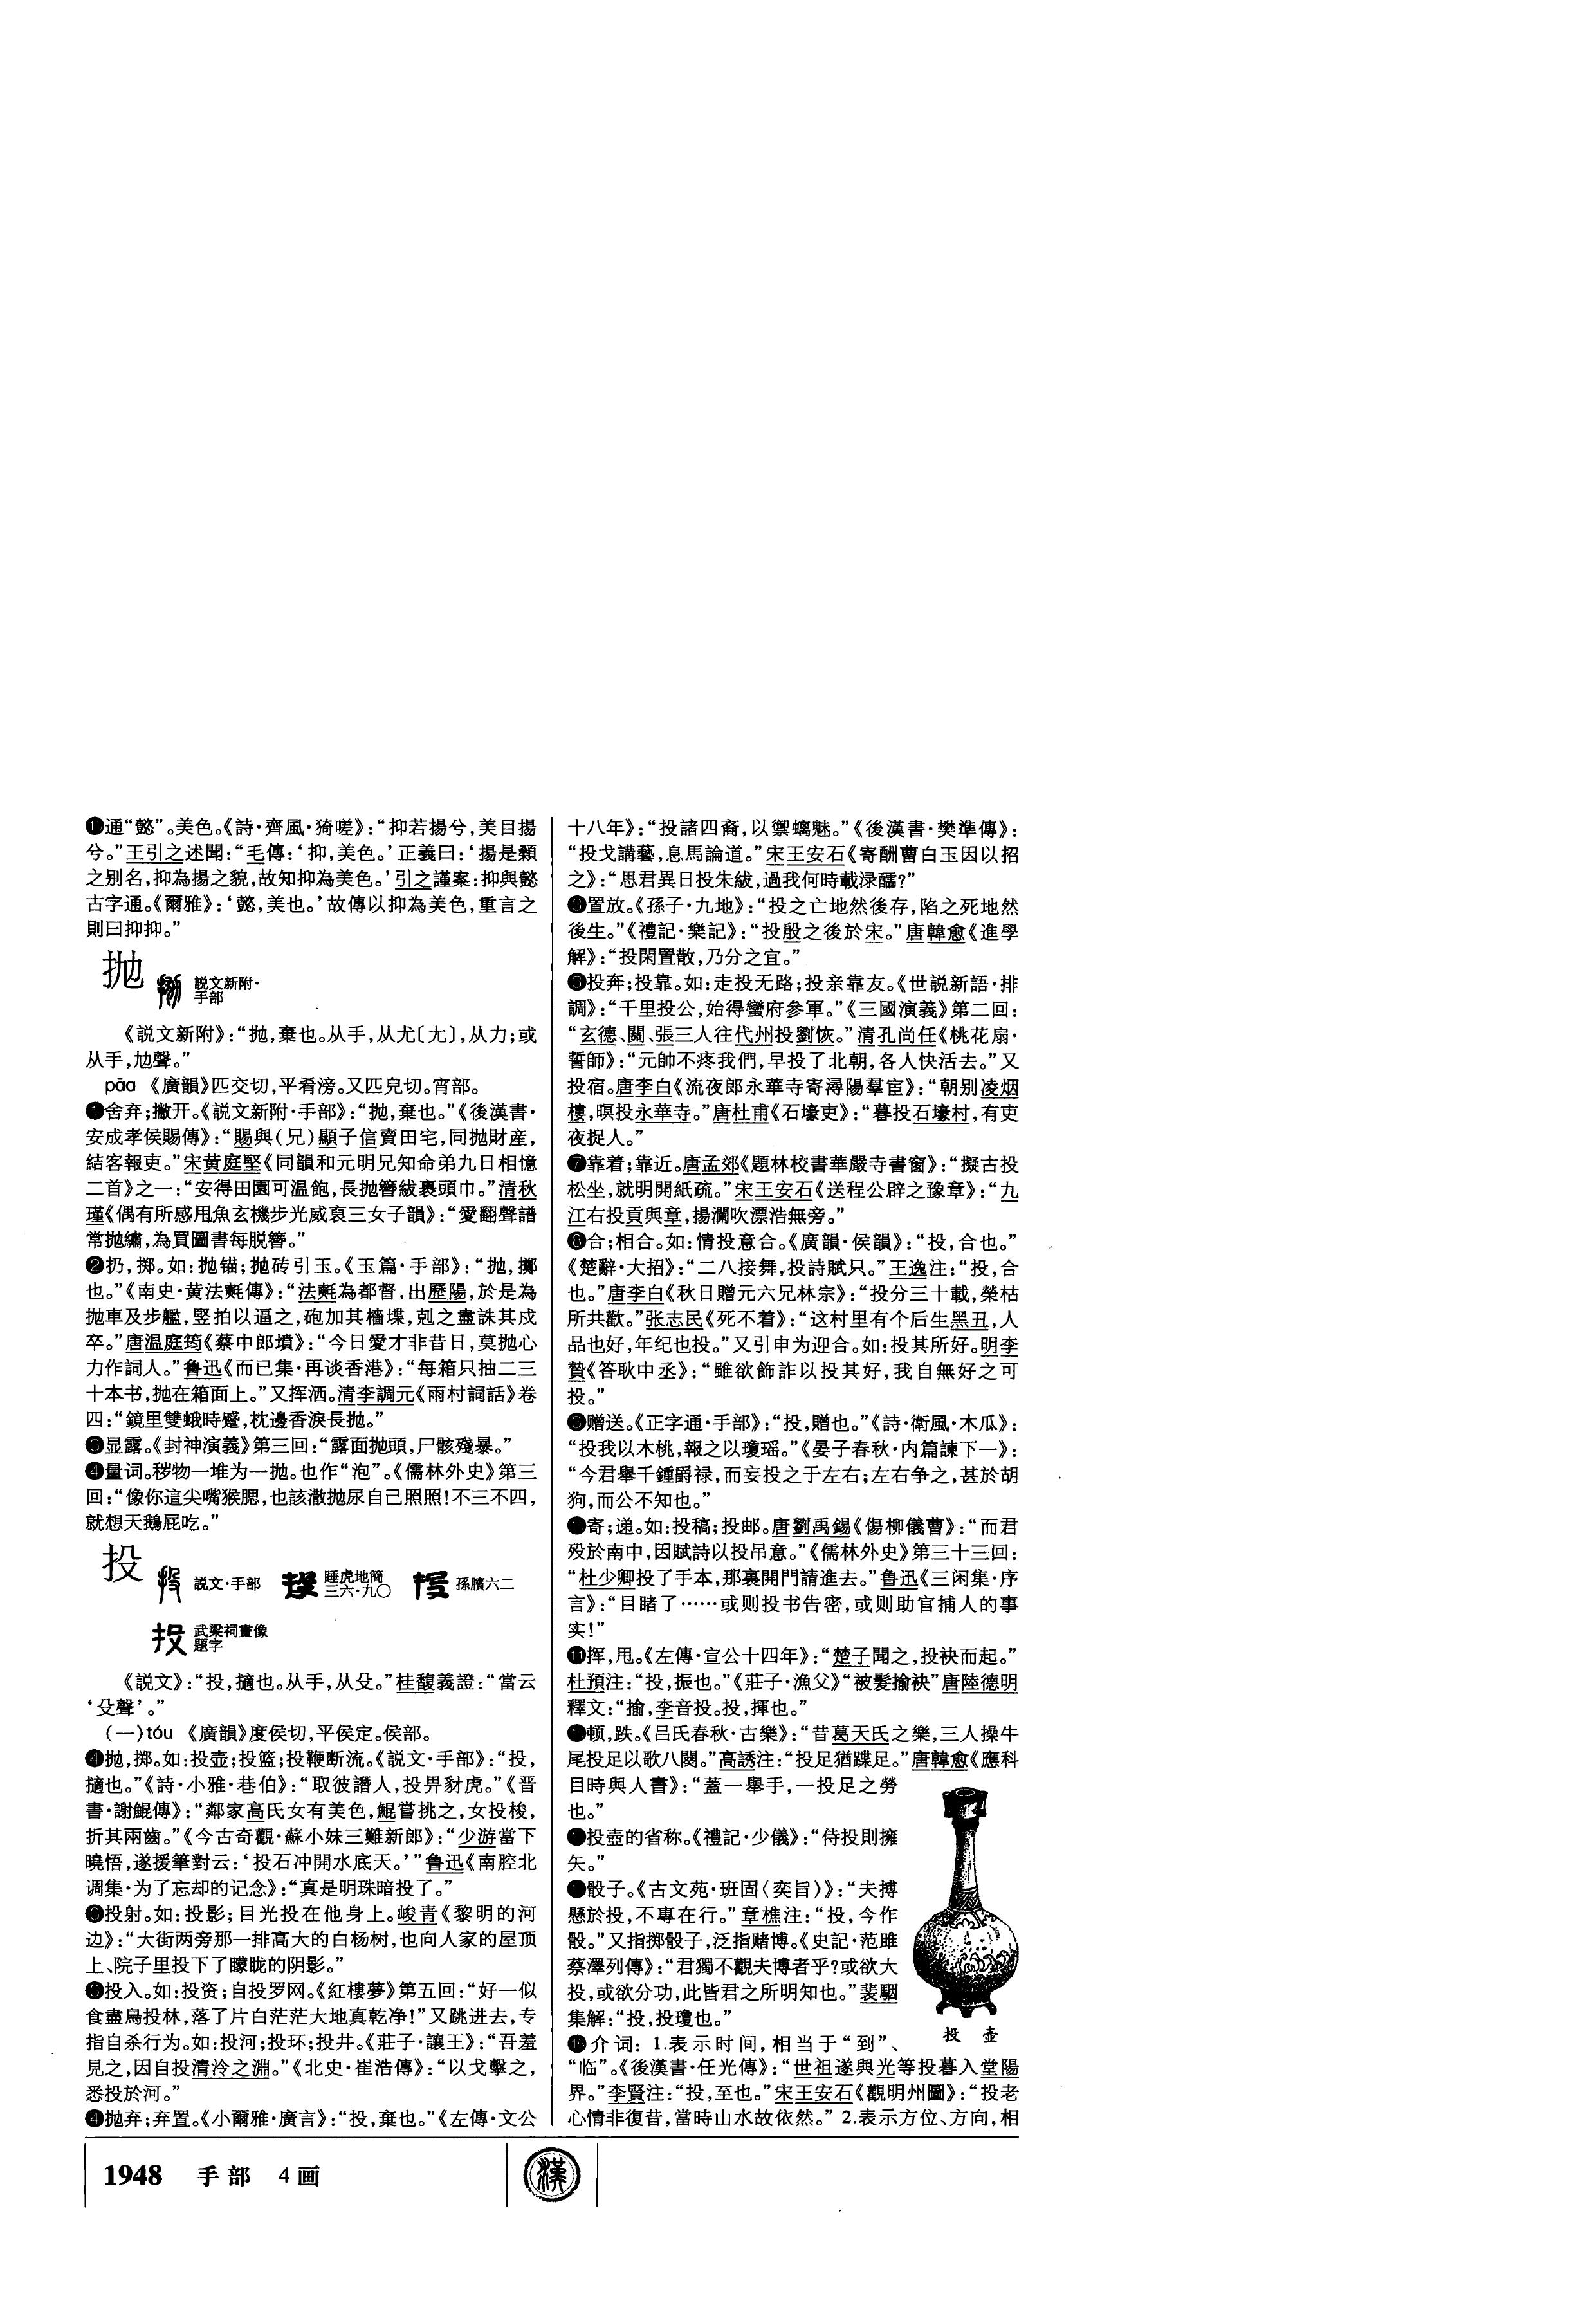 ❶通“懿”。美色。《詩·齊風·猗嗟》：“抑若揚兮，美目揚
兮。”王引之述聞：“毛傳：‘抑，美色。’正義曰：‘揚是顙
之别名，抑為揚之貌，故知抑為美色。’引之謹案：抑與懿
古字通。《爾雅》：‘懿，美也。’故傳以抑為美色，重言之
則曰抑抑。”
抛
説文新附·
手部
《説文新附》：“抛，棄也。从手，从尤〔尢〕，从力；或
从手，尥聲。”
pāo 《廣韻》匹交切，平肴滂。又匹皃切。宵部。
❶舍弃；撇开。《説文新附·手部》：“抛，棄也。”《後漢書·
安成孝侯賜傳》：“賜與（兄）顯子信賣田宅，同抛財産，
結客報吏。”宋黄庭堅《同韻和元明兄知命弟九日相憶
二首》之一：“安得田園可温飽，長抛簪紱裹頭巾。”清秋
瑾《偶有所感用魚玄機步光威裒三女子韻》：“愛翻聲譜
常抛繡，為買圖書每脱簪。”
❷扔，掷。如：抛锚；抛砖引玉。《玉篇·手部》：“抛，擲
也。”《南史·黄法𣰰傳》：“法𣰰為都督，出歷陽，於是為
抛車及步艦，竪拍以逼之，砲加其樯堞，剋之盡誅其戍
卒。”唐温庭筠《蔡中郎墳》：“今日愛才非昔日，莫抛心
力作詞人。”鲁迅《而已集·再谈香港》：“每箱只抽二三
十本书，抛在箱面上。”又挥洒。清李調元《雨村詞話》卷
四：“鏡里雙蛾時蹙，枕邊香淚長抛。”
❸显露。《封神演義》第三回：“露面抛頭，尸骸殘暴。”
❹量词。秽物一堆为一抛。也作“泡”。《儒林外史》第三
回：“像你這尖嘴猴腮，也該撒抛尿自己照照！不三不四，
就想天鵝屁吃。”
投
説文·手部
睡虎地簡
三六·九〇
孫臏六二
武梁祠畫像
題字
《説文》：“投，擿也。从手，从殳。”桂馥義證：“當云
‘殳聲’。”
（一）tóu 《廣韻》度侯切，平侯定。侯部。
❹抛，掷。如：投壶；投篮；投鞭断流。《説文·手部》：“投，
擿也。”《詩·小雅·巷伯》：“取彼譖人，投畀豺虎。”《晋
書·謝鯤傳》：“鄰家高氏女有美色，鯤嘗挑之，女投梭，
折其兩齒。”《今古奇觀·蘇小妹三難新郎》：“少游當下
曉悟，遂援筆對云：‘投石冲開水底天。’”鲁迅《南腔北
调集·为了忘却的记念》：“真是明珠暗投了。”
❸投射。如：投影；目光投在他身上。峻青《黎明的河
边》：“大街两旁那一排高大的白杨树，也向人家的屋顶
上、院子里投下了矇眬的阴影。”
❸投入。如：投资；自投罗网。《紅樓夢》第五回：“好一似
食盡鳥投林，落了片白茫茫大地真乾净！”又跳进去，专
指自杀行为。如：投河；投环；投井。《莊子·讓王》：“吾羞
見之，因自投清泠之淵。”《北史·崔浩傳》：“以戈擊之，
悉投於河。”
❹抛弃；弃置。《小爾雅·廣言》：“投，棄也。”《左傳·文公
十八年》：“投諸四裔，以禦螭魅。”《後漢書·樊準傳》：
“投戈講藝，息馬論道。”宋王安石《寄酬曹白玉因以招
之》：“思君異日投朱紱，過我何時載渌醽？”
❸置放。《孫子·九地》：“投之亡地然後存，陷之死地然
後生。”《禮記·樂記》：“投殷之後於宋。”唐韓愈《進學
解》：“投閑置散，乃分之宜。”
❻投奔；投靠。如：走投无路；投亲靠友。《世説新語·排
調》：“千里投公，始得蠻府參軍。”《三國演義》第二回：
“玄德、關、張三人往代州投劉恢。”清孔尚任《桃花扇·
誓師》：“元帥不疼我們，早投了北朝，各人快活去。”又
投宿。唐李白《流夜郎永華寺寄潯陽羣官》：“朝别凌烟
樓，暝投永華寺。”唐杜甫《石壕吏》：“暮投石壕村，有吏
夜捉人。”
❼靠着；靠近。唐孟郊《題林校書華嚴寺書窗》：“擬古投
松坐，就明開紙疏。”宋王安石《送程公辟之豫章》：“九
江右投貢與章，揚瀾吹漂浩無旁。”
❽合；相合。如：情投意合。《廣韻·侯韻》：“投，合也。”
《楚辭·大招》：“二八接舞，投詩賦只。”王逸注：“投，合
也。”唐李白《秋日贈元六兄林宗》：“投分三十載，榮枯
所共歡。”张志民《死不着》：“这村里有个后生黑丑，人
品也好，年纪也投。”又引申为迎合。如：投其所好。明李
贄《答耿中丞》：“雖欲飾詐以投其好，我自無好之可
投。”
❾赠送。《正字通·手部》：“投，贈也。”《詩·衛風·木瓜》：
“投我以木桃，報之以瓊瑶。”《晏子春秋·内篇諫下一》：
“今君舉千鍾爵禄，而妄投之于左右；左右争之，甚於胡
狗，而公不知也。”
❶寄；递。如：投稿；投邮。唐劉禹錫《傷柳儀曹》：“而君
殁於南中，因賦詩以投吊意。”《儒林外史》第三十三回：
“杜少卿投了手本，那裏開門請進去。”鲁迅《三闲集·序
言》：“目睹了……或则投书告密，或则助官捕人的事
实！”
⓫挥，甩。《左傳·宣公十四年》：“楚子聞之，投袂而起。”
杜預注：“投，振也。”《莊子·漁父》“被髮揄袂”唐陸德明
釋文：“揄，李音投。投，揮也。”
❶顿，跌。《吕氏春秋·古樂》：“昔葛天氏之樂，三人操牛
尾投足以歌八闋。”高誘注：“投足猶蹀足。”唐韓愈《應科
目時與人書》：“蓋一舉手，一投足之勞
也。”
❶投壺的省称。《禮記·少儀》：“侍投則擁
矢。”
❶骰子。《古文苑·班固〈奕旨〉》：“夫搏
懸於投，不專在行。”章樵注：“投，今作
骰。”又指掷骰子，泛指赌博。《史記·范雎
蔡澤列傳》：“君獨不觀夫博者乎？或欲大
投，或欲分功，此皆君之所明知也。”裴駰
集解：“投，投瓊也。”
投 壶
❶介词：1.表示时间，相当于“到”、
“临”。《後漢書·任光傳》：“世祖遂與光等投暮入堂陽
界。”李賢注：“投，至也。”宋王安石《觀明州圖》：“投老
心情非復昔，當時山水故依然。”2.表示方位、方向，相
1948 手部 4画
漢